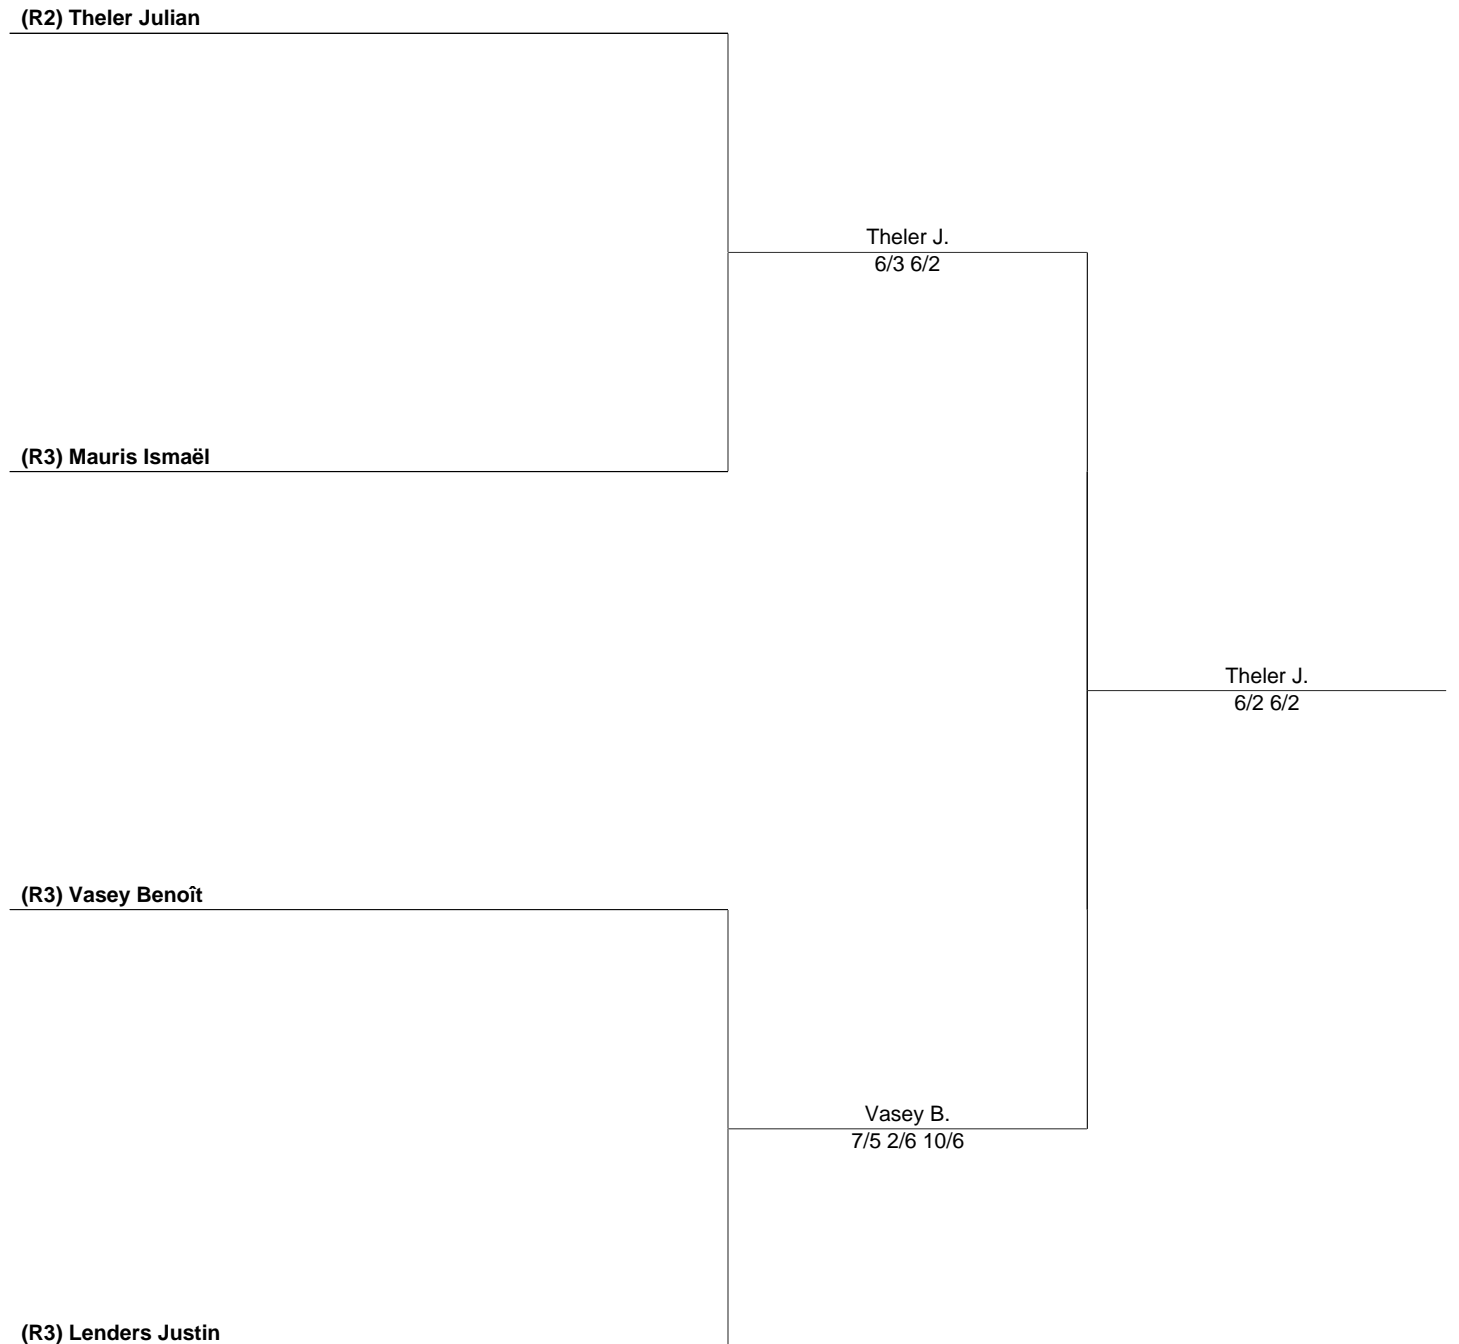 (R2) Theler Julian
Theler J.
6/3 6/2
(R3) Mauris Ismaël
Theler J.
6/2 6/2
(R3) Vasey Benoît
Vasey B.
7/5 2/6 10/6
(R3) Lenders Justin